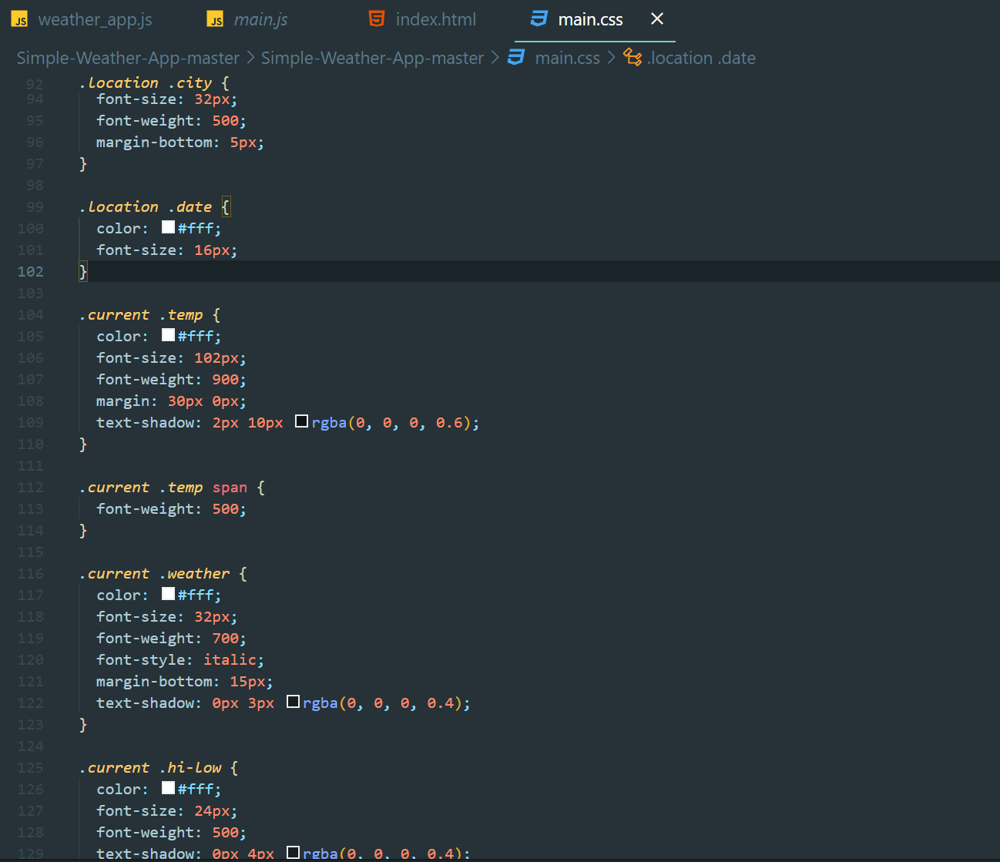 JS weather_app.js JS main.js 5 index.html main.css ×
Simple-Weather-App-master > Simple-Weather-App-master > main.css > .location .date
92 .location .city {
94 font-size: 32px;
95 font-weight: 500;
96 margin-bottom: 5px;
97 }
98
99 .location .date {
100 color: #fff;
101 font-size: 16px;
102 }
103
104 .current .temp {
105 color: #fff;
106 font-size: 102px;
107 font-weight: 900;
108 margin: 30px 0px;
109 text-shadow: 2px 10px rgba(0, 0, 0, 0.6);
110 }
111
112 .current .temp span {
113 font-weight: 500;
114 }
115
116 .current .weather {
117 color: #fff;
118 font-size: 32px;
119 font-weight: 700;
120 font-style: italic;
121 margin-bottom: 15px;
122 text-shadow: 0px 3px rgba(0, 0, 0, 0.4);
123 }
124
125 .current .hi-low {
126 color: #fff;
127 font-size: 24px;
128 font-weight: 500;
129 text-shadow: 0px 4px rgba(0, 0, 0, 0.4);